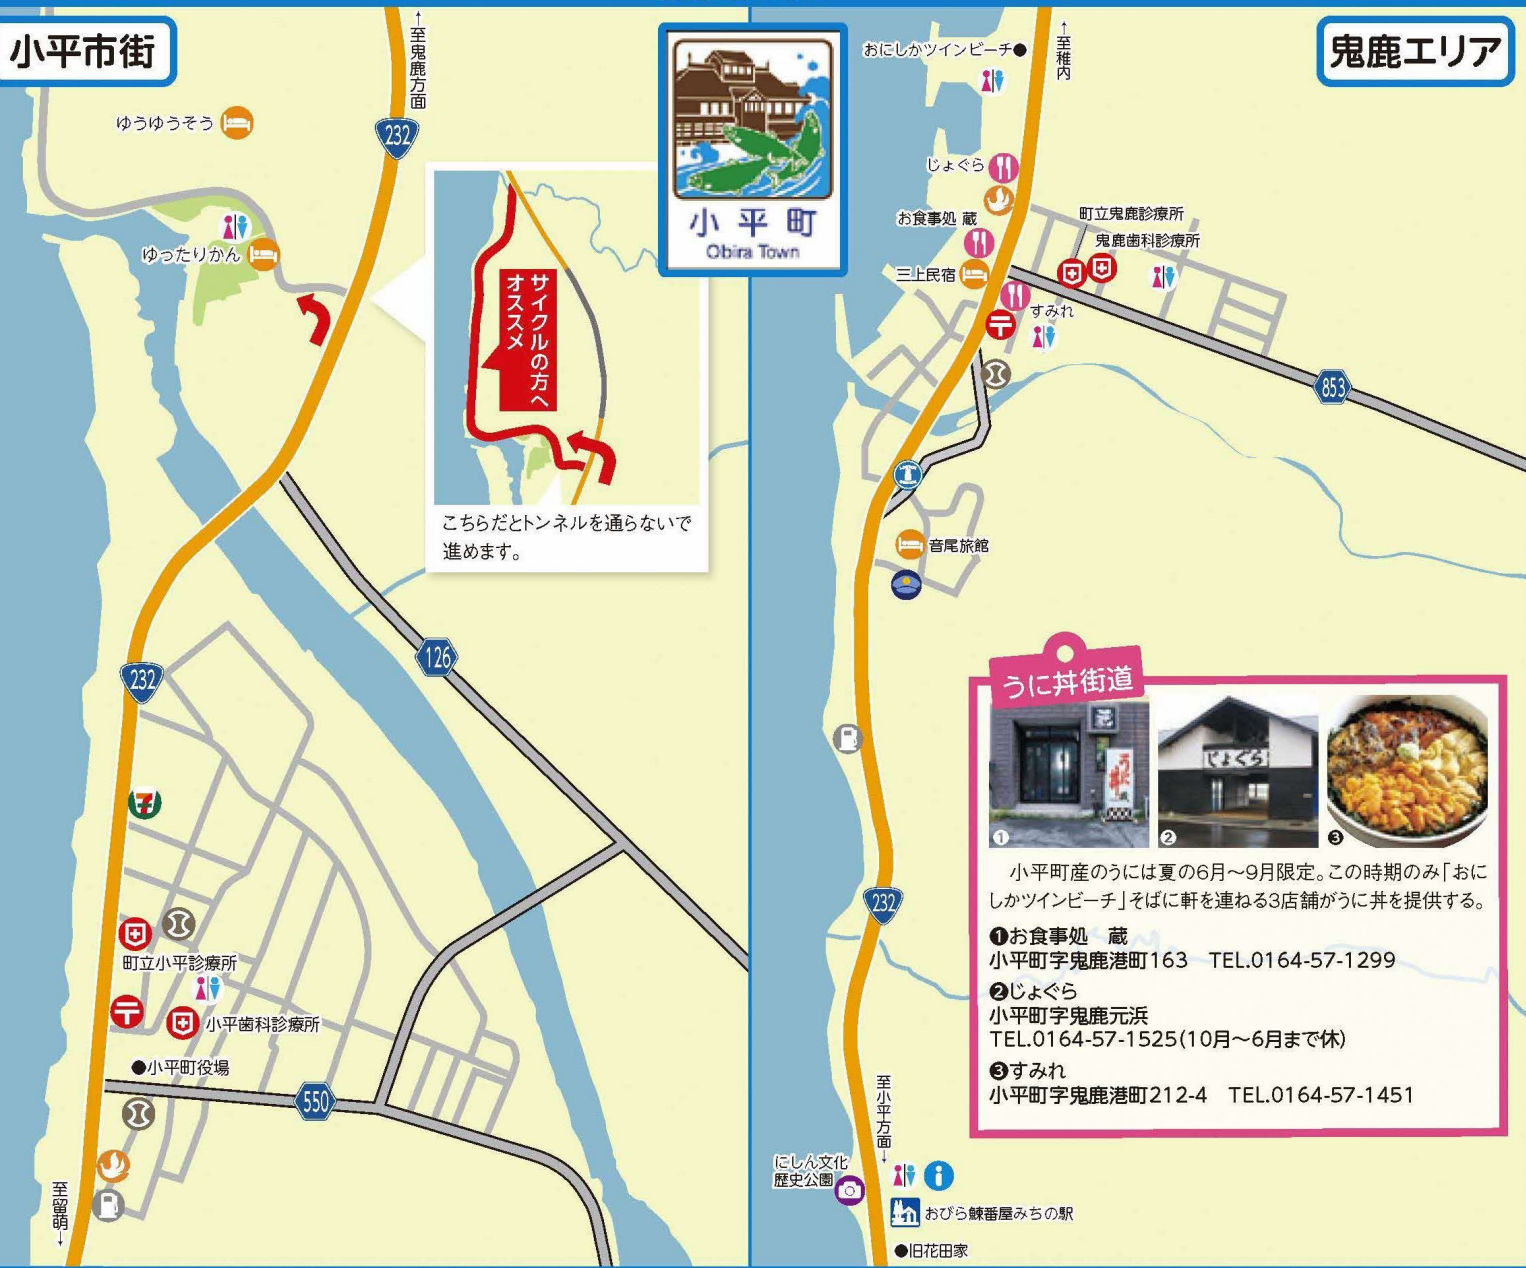 小平市街
←至鬼鹿方面
ゆうゆうそう
232
ゆったりかん
小平町
Obira Town
サイクルの方へ
オススメ
こちらだとトンネルを通らないで
進めます。
126
232
7
町立小平診療所
小平歯科診療所
●小平町役場
550
至留萌→
鬼鹿エリア
←至稚内
おにしかツインビーチ●
じょぐら
お食事処 蔵
町立鬼鹿診療所
鬼鹿歯科診療所
三上民宿
すみれ
853
音尾旅館
232
うに丼街道
じょぐら
❶
❷
❸
小平町産のうには夏の6月〜9月限定。この時期のみ「おに
しかツインビーチ」そばに軒を連ねる3店舗がうに丼を提供する。
❶お食事処　蔵
小平町字鬼鹿港町163　TEL.0164-57-1299
❷じょぐら
小平町字鬼鹿元浜
TEL.0164-57-1525(10月〜6月まで休)
❸すみれ
小平町字鬼鹿港町212-4　TEL.0164-57-1451
至小平方面→
にしん文化
歴史公園
おびら鰊番屋みちの駅
●旧花田家